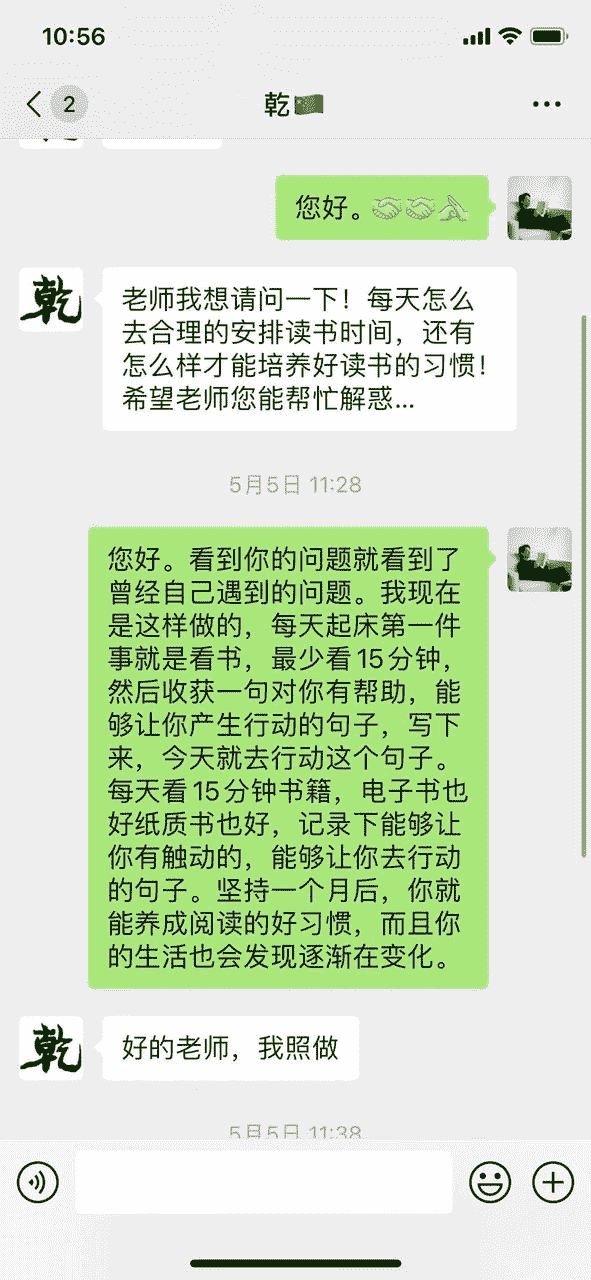 10:56
2
乾🇨🇳
您好。🤝🤝🙏
乾
老师我想请问一下！每天怎么
去合理的安排读书时间，还有
怎么样才能培养好读书的习惯！
希望老师您能帮忙解惑...
5月5日 11:28
您好。看到你的问题就看到了
曾经自己遇到的问题。我现在
是这样做的，每天起床第一件
事就是看书，最少看15分钟，
然后收获一句对你有帮助，能
够让你产生行动的句子，写下
来，今天就去行动这个句子。
每天看15分钟书籍，电子书也
好纸质书也好，记录下能够让
你有触动的，能够让你去行动
的句子。坚持一个月后，你就
能养成阅读的好习惯，而且你
的生活也会发现逐渐在变化。
乾
好的老师，我照做
5月5日 11:38